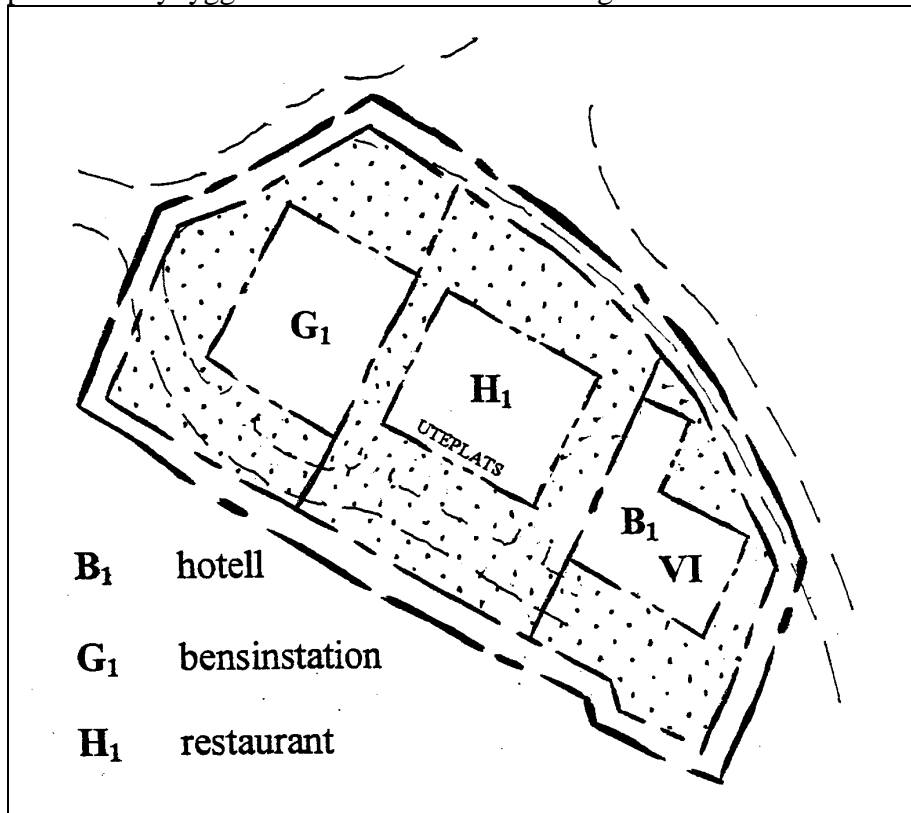 G₁
H₁
UTEPLATS
B₁
VI
B₁ hotell
G₁ bensinstation
H₁ restaurant